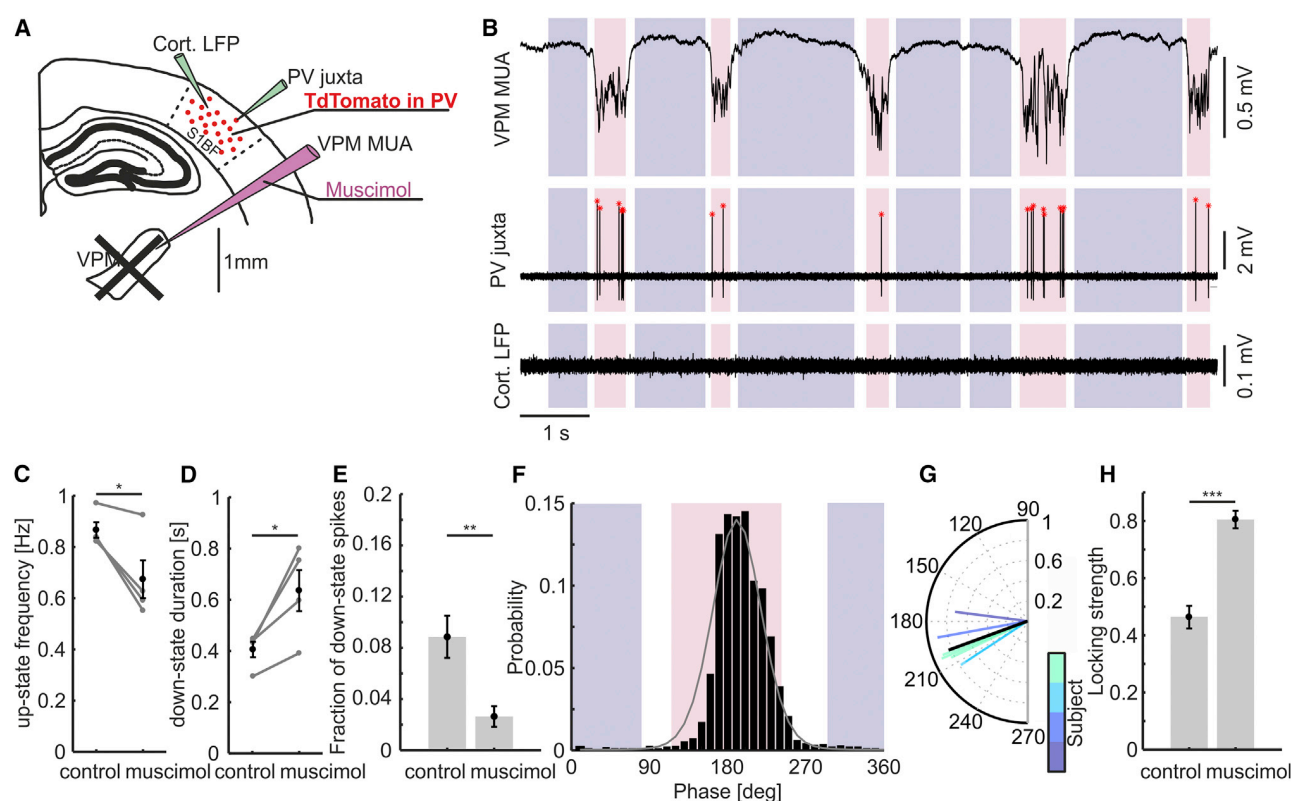 A
Cort. LFP
PV juxta
TdTomato in PV
S1BF
VPM MUA
Muscimol
VPM
1mm
B
VPM MUA
0.5 mV
PV juxta
2 mV
Cort. LFP
0.1 mV
1 s
C
up-state frequency [Hz]
1
0.8
0.6
0.4
0.2
0
*
control muscimol
D
down-state duration [s]
1
0.8
0.6
0.4
0.2
0
*
control muscimol
E
Fraction of down-state spikes
0.2
0.16
0.12
0.08
0.04
0
**
control muscimol
F
Probability
0.15
0.1
0.05
0
0 90 180 270 360
Phase [deg]
G
90
120
150
180
210
240
270
1
0.6
0.2
Subject
H
Locking strength
0.8
0.6
0.4
0.2
0
***
control muscimol